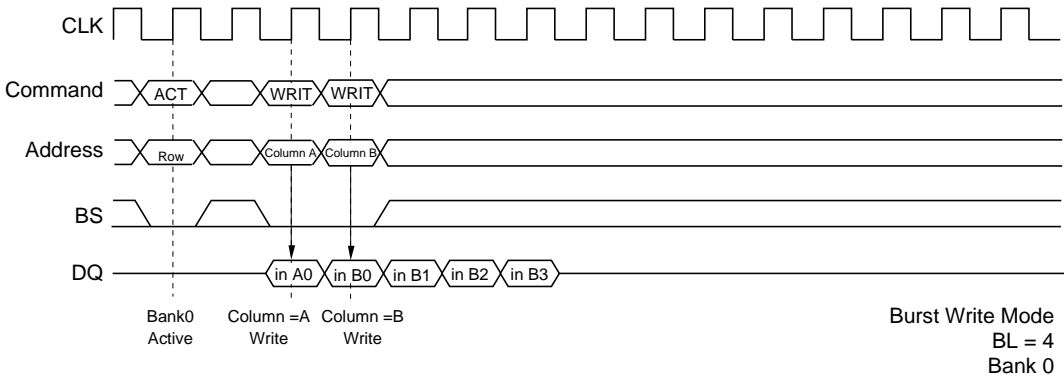 CLK
Command ACT WRIT WRIT
Address Row Column A Column B
BS
DQ in A0 in B0 in B1 in B2 in B3
Bank0 Column =A Column =B
Active Write Write
Burst Write Mode
BL = 4
Bank 0